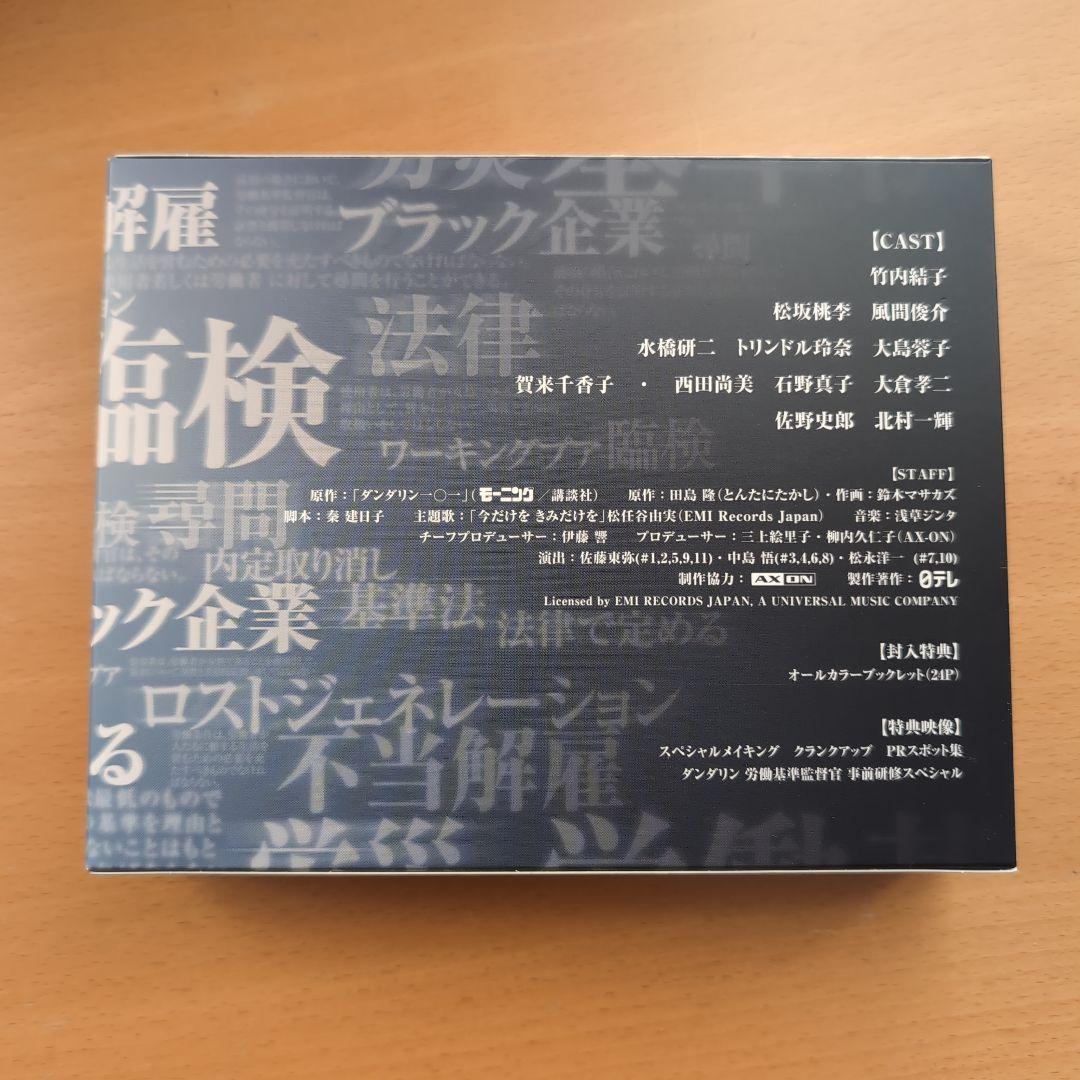 解雇
ブラック企業
尋問
法律
臨検
ワーキングプア 臨検
検 尋問
内定取り消し
ック企業
基準法
法律で定める
ロストジェネレーション
る
不当解雇
【CAST】
竹内結子
松坂桃李 風間俊介
水橋研二 トリンドル玲奈 大島蓉子
賀来千香子 ・ 西田尚美 石野真子 大倉孝二
佐野史郎 北村一輝
【STAFF】
原作:「ダンダリン一〇一」(モーニング/講談社) 原作:田島 隆(とんたにたかし)・作画:鈴木マサカズ
脚本:秦 建日子 主題歌:「今だけを きみだけを」松任谷由実(EMI Records Japan) 音楽:浅草ジンタ
チーフプロデューサー:伊藤 響 プロデューサー:三上絵里子・柳内久仁子(AX-ON)
演出:佐藤東弥(#1,2,5,9,11)・中島 悟(#3,4,6,8)・松永洋一 (#7,10)
制作協力:AX ON 製作著作:日テレ
Licensed by EMI RECORDS JAPAN, A UNIVERSAL MUSIC COMPANY
【封入特典】
オールカラーブックレット(24P)
【特典映像】
スペシャルメイキング クランクアップ PRスポット集
ダンダリン 労働基準監督官 事前研修スペシャル